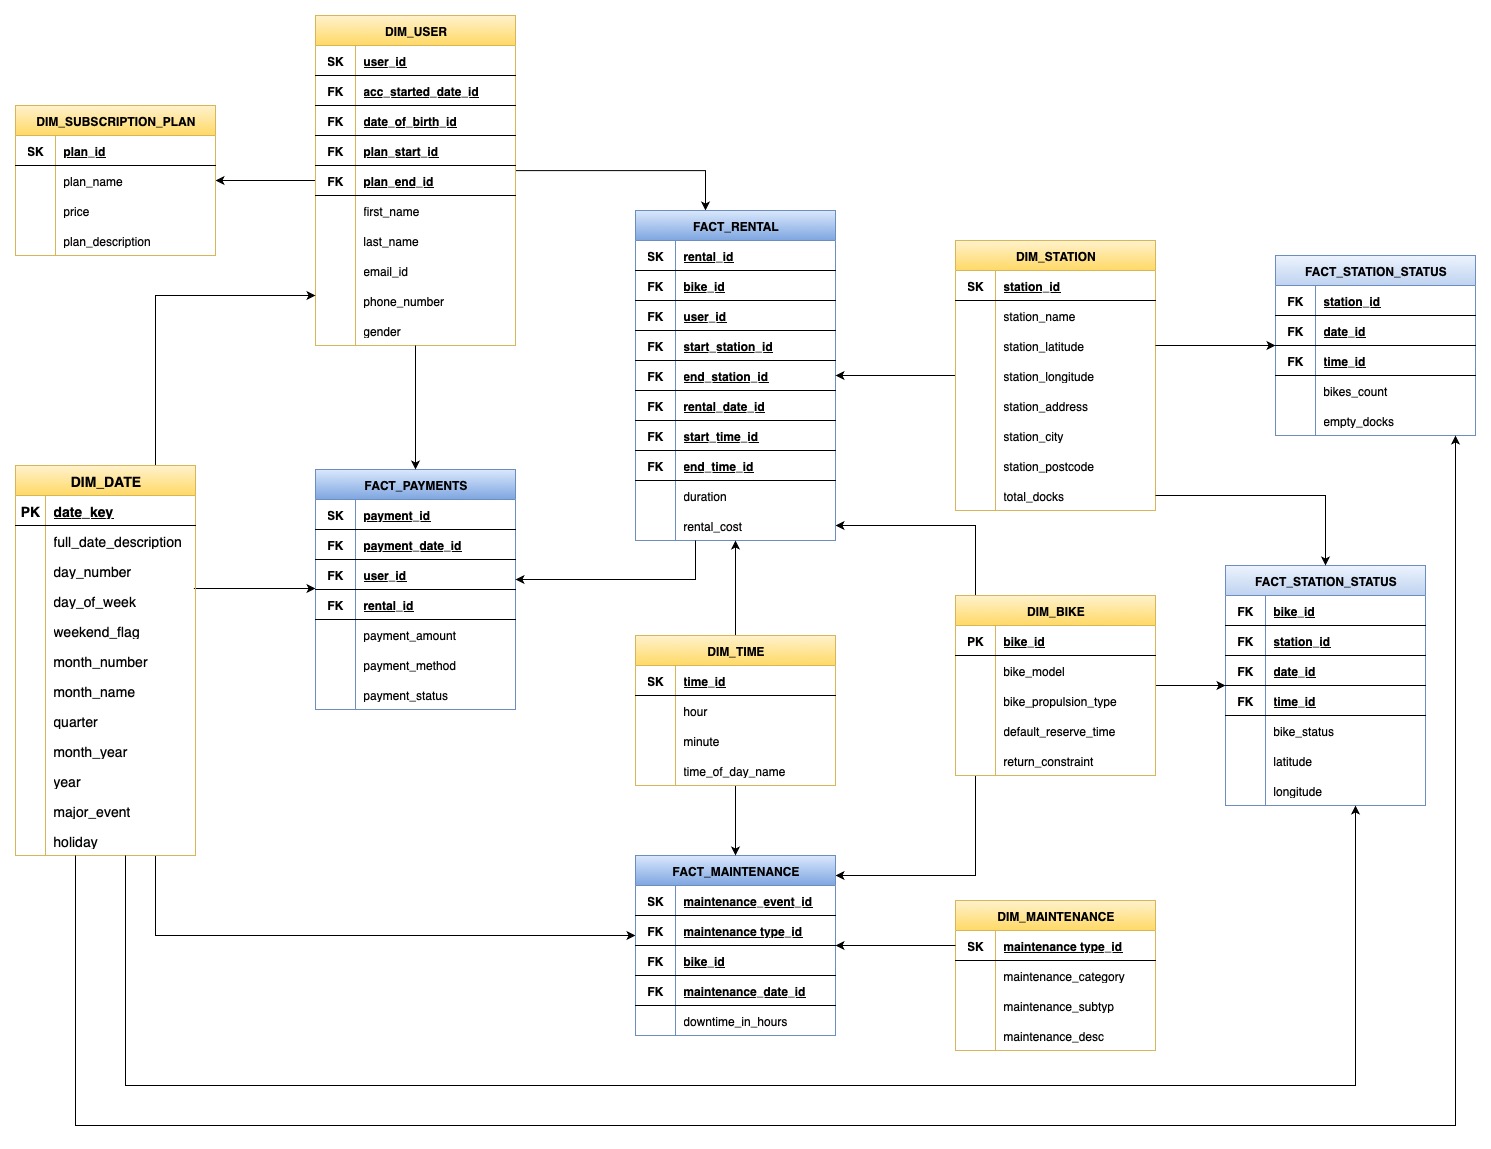 DIM_USER
SK user_id
FK acc_started_date_id
FK date_of_birth_id
FK plan_start_id
FK plan_end_id
first_name
last_name
email_id
phone_number
gender
DIM_SUBSCRIPTION_PLAN
SK plan_id
plan_name
price
plan_description
FACT_RENTAL
SK rental_id
FK bike_id
FK user_id
FK start_station_id
FK end_station_id
FK rental_date_id
FK start_time_id
FK end_time_id
duration
rental_cost
DIM_STATION
SK station_id
station_name
station_latitude
station_longitude
station_address
station_city
station_postcode
total_docks
FACT_STATION_STATUS
FK station_id
FK date_id
FK time_id
bikes_count
empty_docks
DIM_DATE
PK date_key
full_date_description
day_number
day_of_week
weekend_flag
month_number
month_name
quarter
month_year
year
major_event
holiday
FACT_PAYMENTS
SK payment_id
FK payment_date_id
FK user_id
FK rental_id
payment_amount
payment_method
payment_status
DIM_TIME
SK time_id
hour
minute
time_of_day_name
DIM_BIKE
PK bike_id
bike_model
bike_propulsion_type
default_reserve_time
return_constraint
FACT_STATION_STATUS
FK bike_id
FK station_id
FK date_id
FK time_id
bike_status
latitude
longitude
FACT_MAINTENANCE
SK maintenance_event_id
FK maintenance type_id
FK bike_id
FK maintenance_date_id
downtime_in_hours
DIM_MAINTENANCE
SK maintenance type_id
maintenance_category
maintenance_subtyp
maintenance_desc